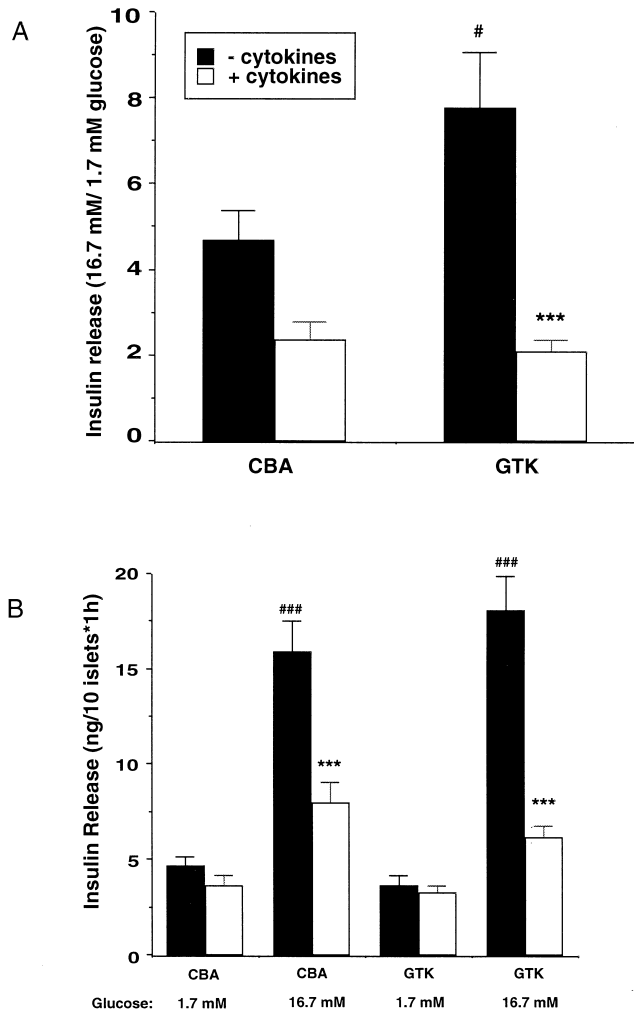 A
10
8
6
4
2
0
Insulin release (16.7 mM/ 1.7 mM glucose)
- cytokines
+ cytokines
#
***
CBA
GTK
B
20
15
10
5
0
Insulin Release (ng/10 islets*1h)
###
***
###
***
CBA CBA GTK GTK
Glucose: 1.7 mM 16.7 mM 1.7 mM 16.7 mM